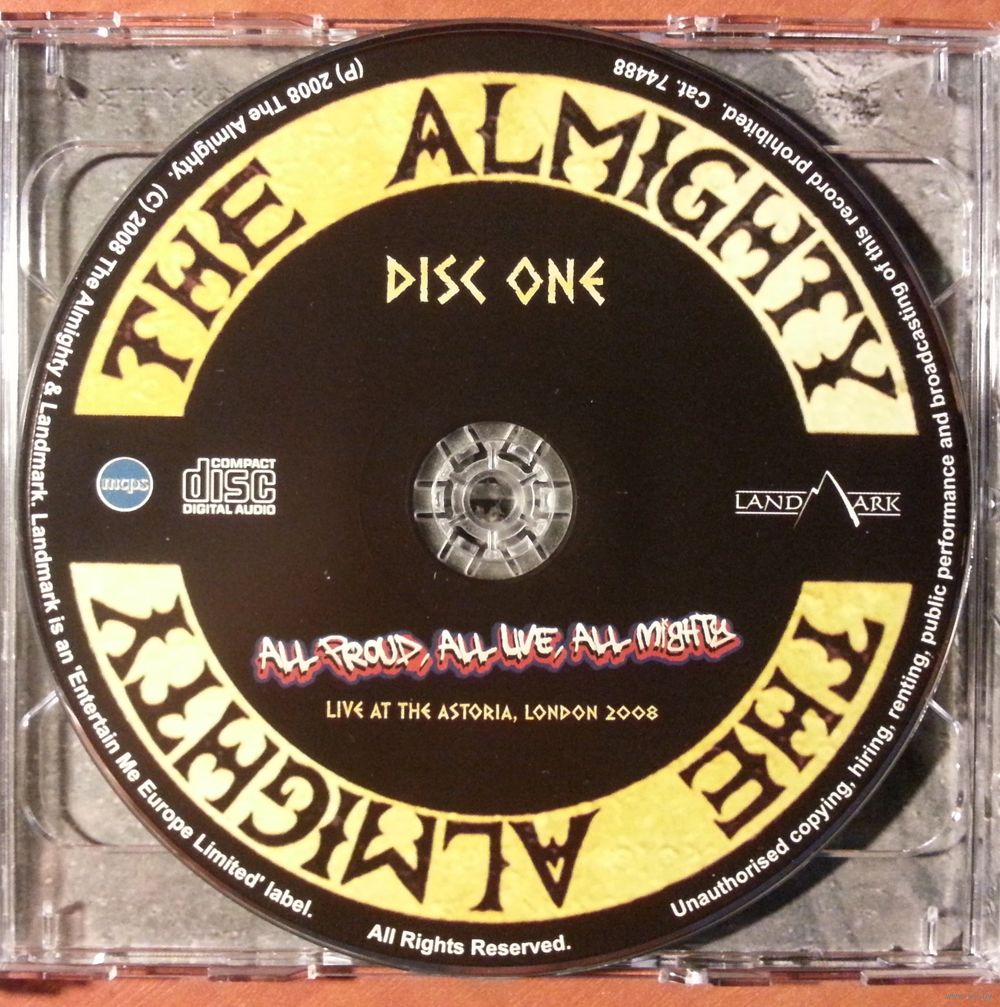 THE ALMIGHTY
DISC ONE
mcps
COMPACT
disc
DIGITAL AUDIO
LANDMARK
ALL PROUD, ALL LIVE, ALL MIGHTY
LIVE AT THE ASTORIA, LONDON 2008
THE ALMIGHTY
(P) 2008 The Almighty. (C) 2008 The Almighty & Landmark. Landmark is an 'Entertain Me Europe Limited' label.
All Rights Reserved.
Unauthorised copying, hiring, renting, public performance and broadcasting of this record prohibited. Cat. 74488